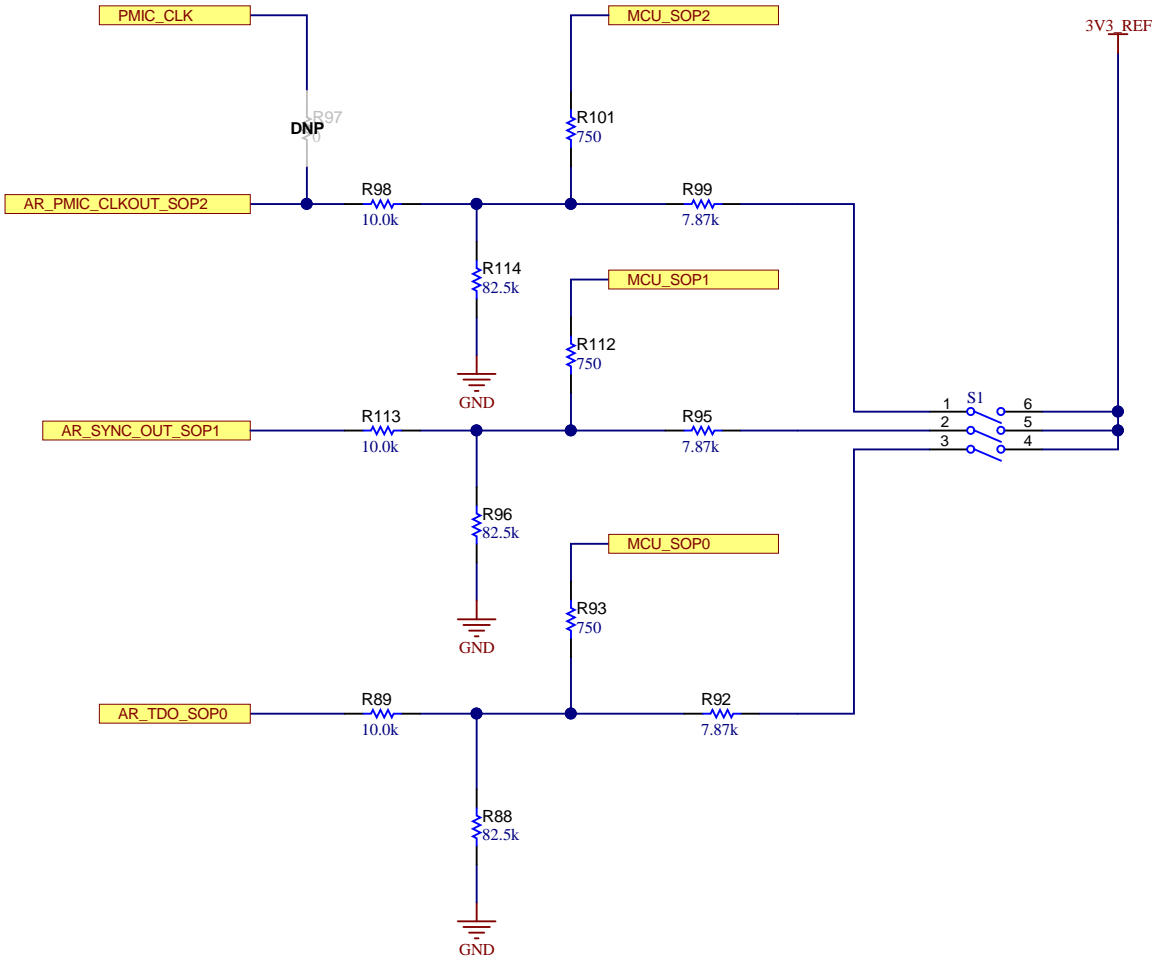 PMIC_CLK
MCU_SOP2
3V3_REF
R97
DNP
0
R101
750
AR_PMIC_CLKOUT_SOP2
R98
10.0k
R99
7.87k
R114
82.5k
GND
MCU_SOP1
R112
750
AR_SYNC_OUT_SOP1
R113
10.0k
R95
7.87k
S1
1
6
2
5
3
4
R96
82.5k
GND
MCU_SOP0
R93
750
AR_TDO_SOP0
R89
10.0k
R92
7.87k
R88
82.5k
GND